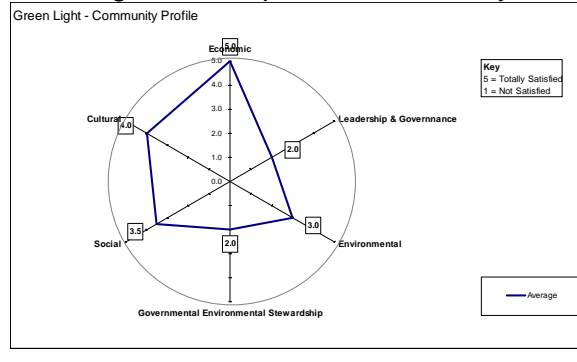 Green Light - Community Profile
Economic
5.0
5.0
4.0
3.0
2.0
1.0
0.0
Key
5 = Totally Satisfied
1 = Not Satisfied
Cultural
4.0
Leadership & Governnance
2.0
3.0
Environmental
3.5
Social
2.0
Governmental Environmental Stewardship
Average